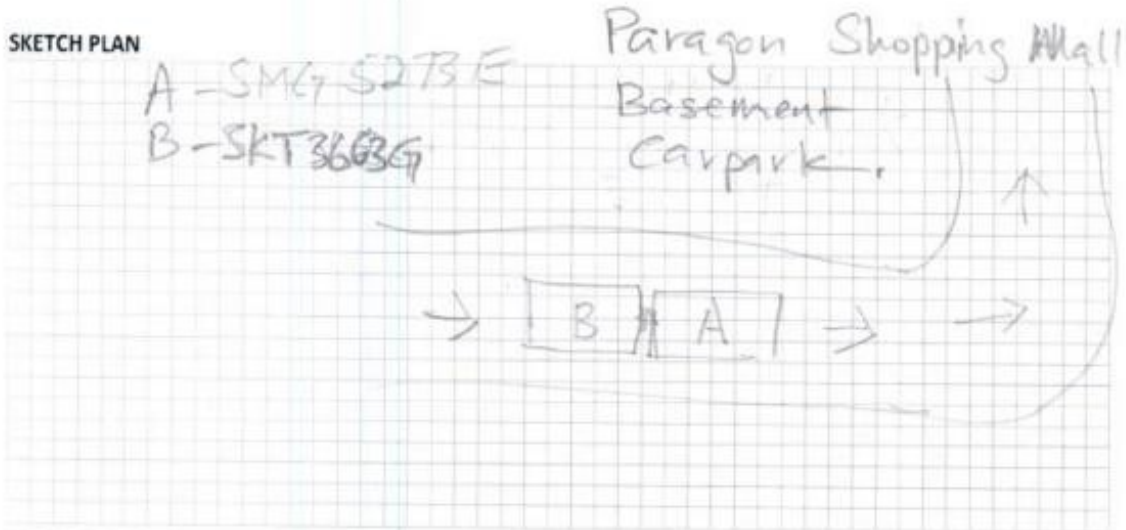 SKETCH PLAN
Paragon Shopping Mall
A - SMG 5273 E
Basement
B - SKT3663G
Carpark.
B A